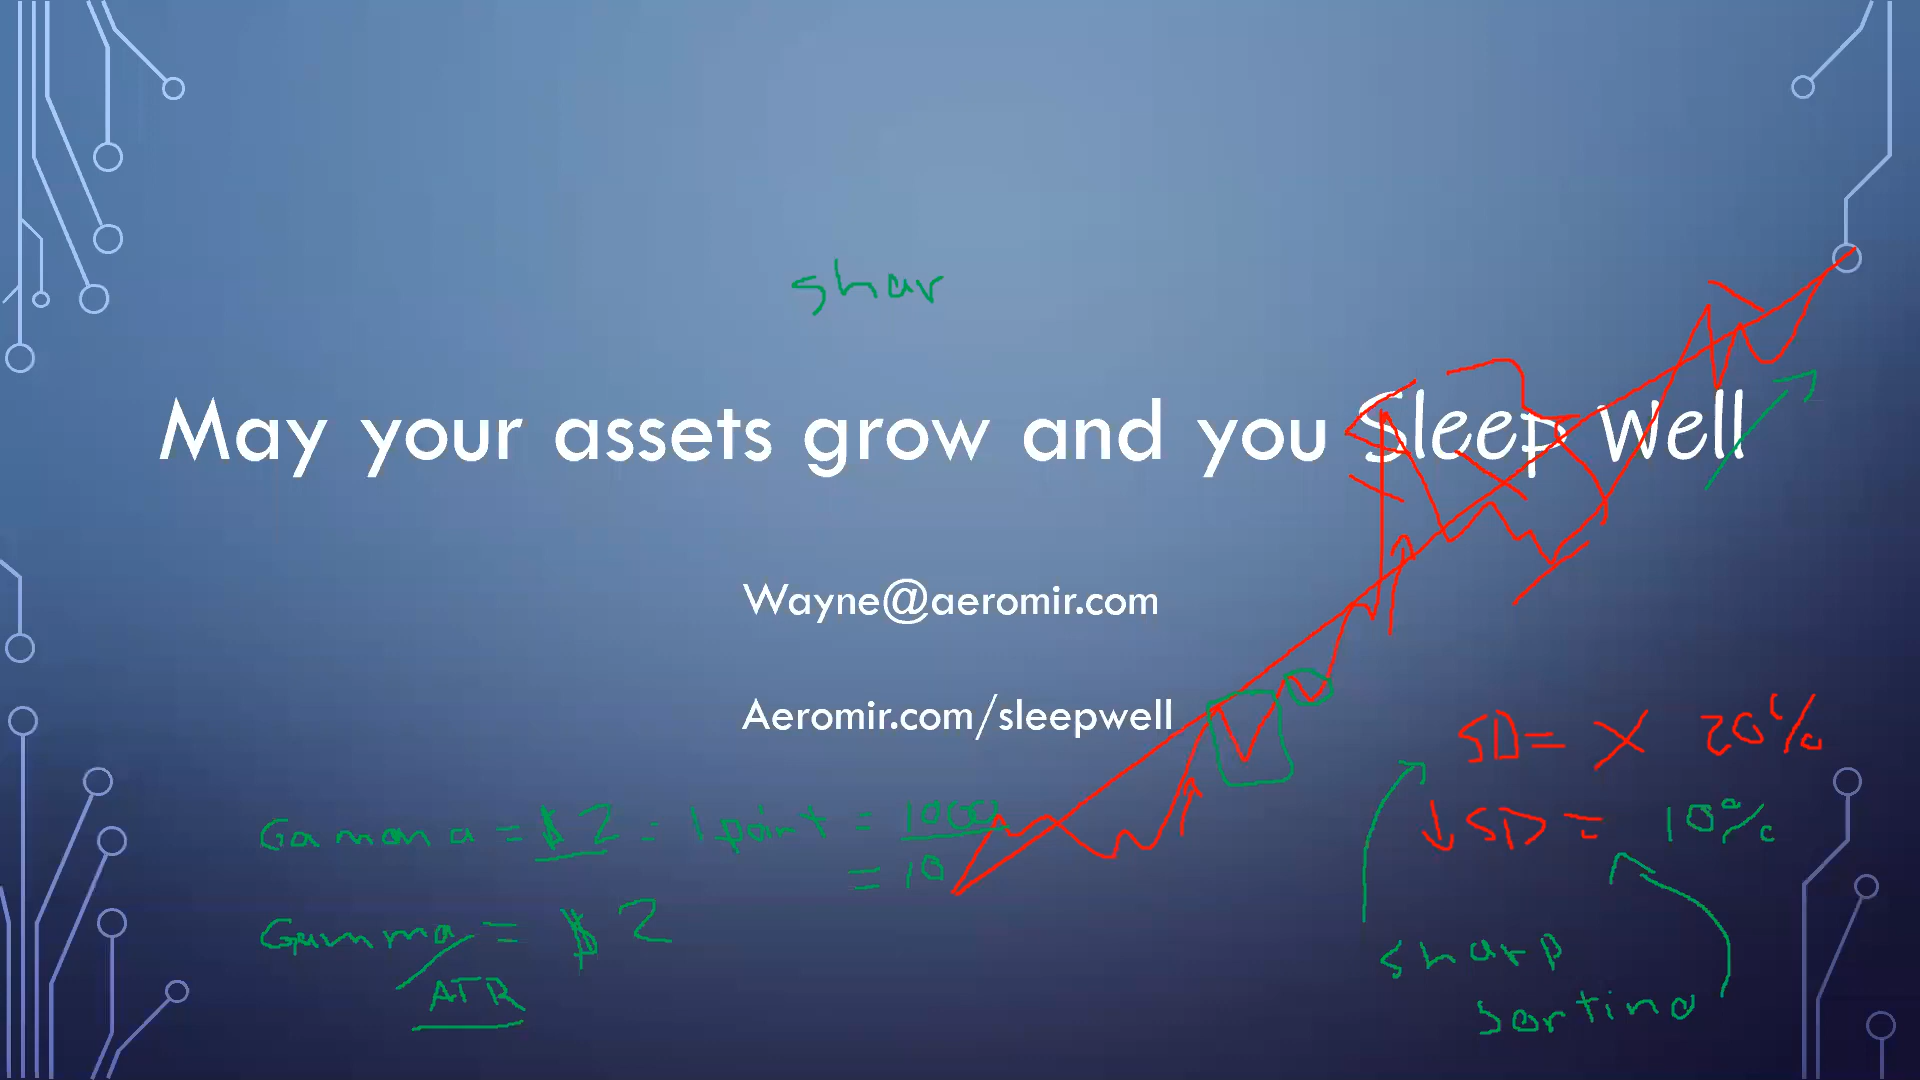 shar
May your assets grow and you Sleep Well
Wayne@aeromir.com
Aeromir.com/sleepwell
SD = X 20%
Gamma = $2 = 1 point = 1000
= 10
↓ SD = 10%
Gamma = $2
ATR
sharp
sortino